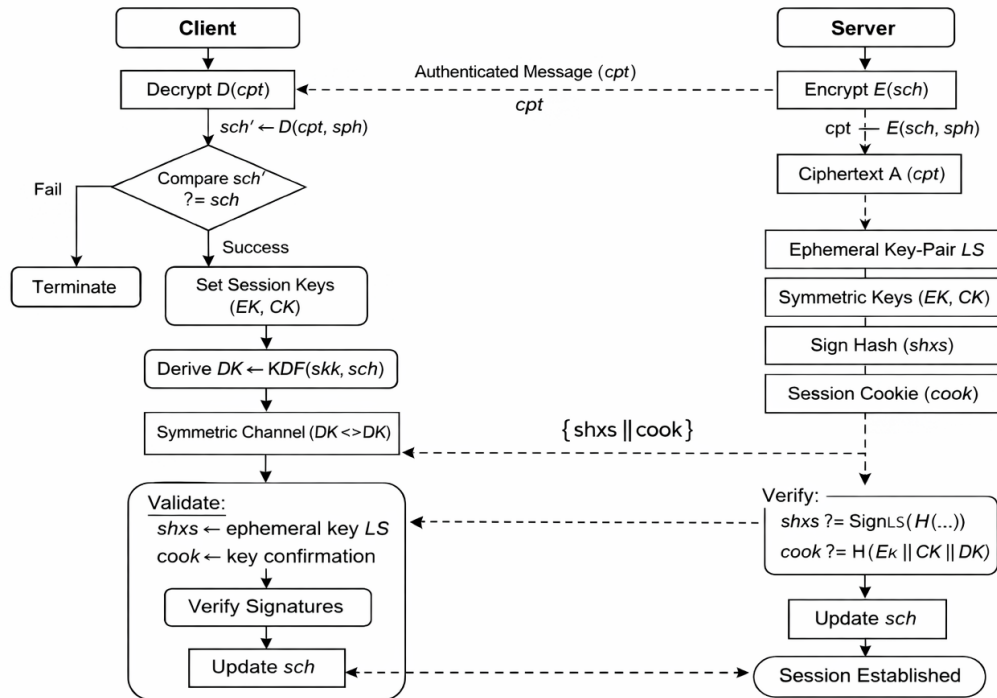 Client
Server
Decrypt D(cpt)
Authenticated Message (cpt)
cpt
Encrypt E(sch)
sch′ ← D(cpt, sph)
cpt — E(sch, sph)
Compare sch′
?= sch
Fail
Ciphertext A (cpt)
Success
Terminate
Set Session Keys
(EK, CK)
Ephemeral Key-Pair LS
Symmetric Keys (EK, CK)
Sign Hash (shxs)
Derive DK ← KDF(skk, sch)
Session Cookie (cook)
Symmetric Channel (DK <> DK)
{shxs || cook}
Validate:
shxs ← ephemeral key LS
cook ← key confirmation
Verify Signatures
Update sch
Verify:
shxs ?= SignLS(H(...))
cook ?= H(EK || CK || DK)
Update sch
Session Established